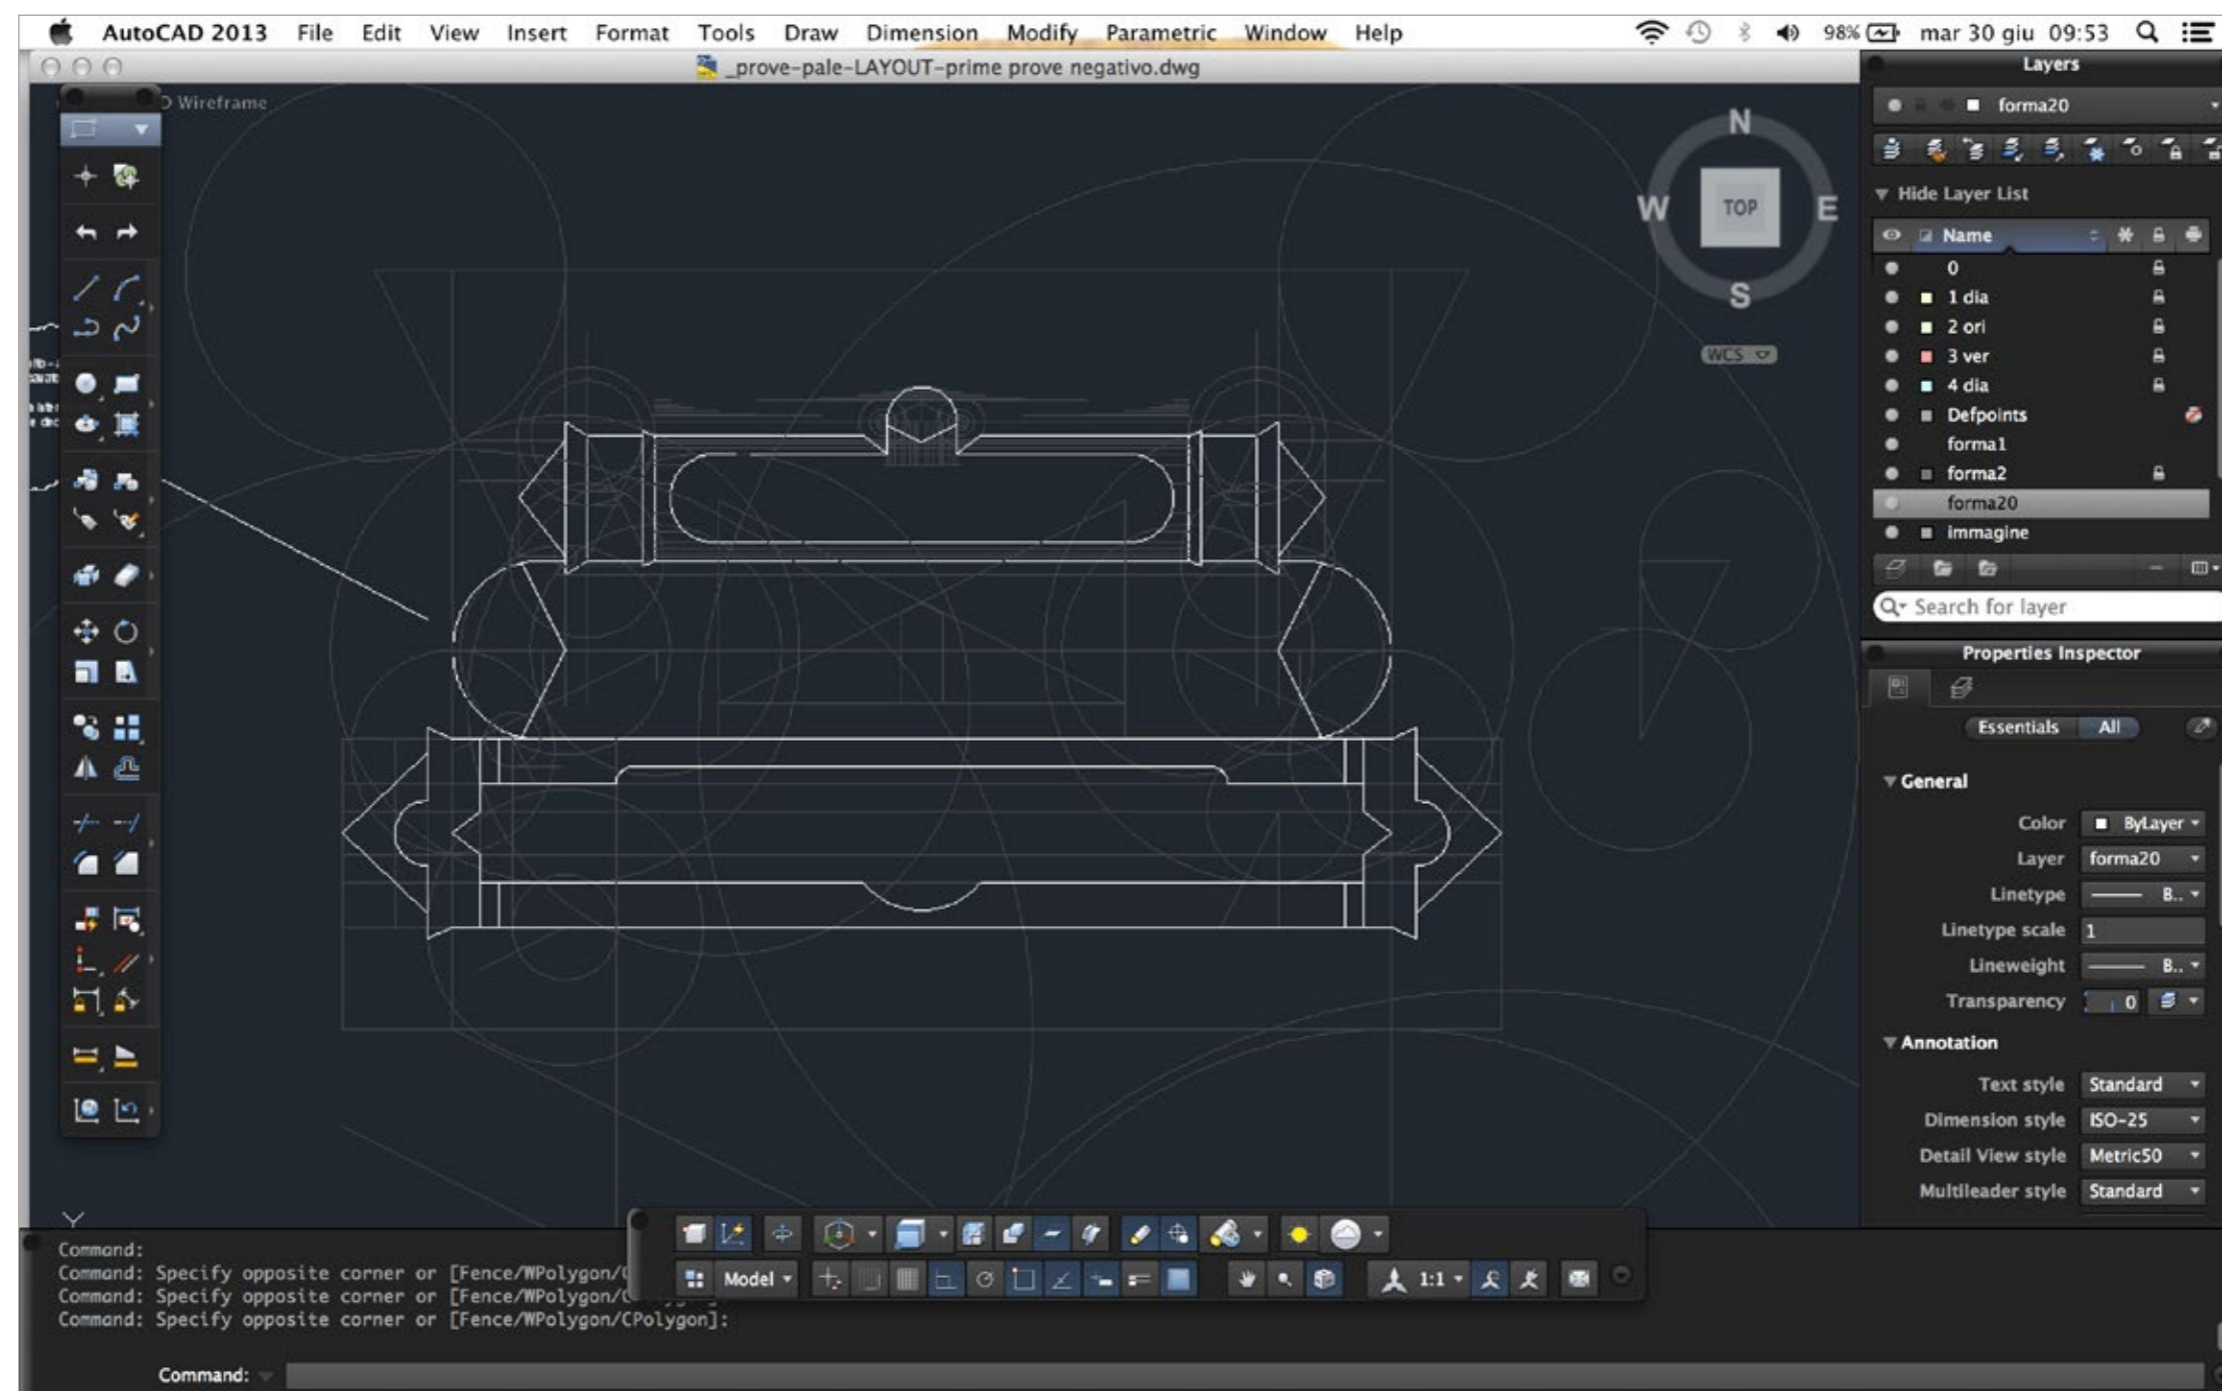 AutoCAD 2013 File Edit View Insert Format Tools Draw Dimension Modify Parametric Window Help 98% mar 30 giu 09:53
_prove-pale-LAYOUT-prime prove negativo.dwg
Wireframe
N
W TOP E
S
WCS
Layers
forma20
Hide Layer List
Name
0
1 dia
2 ori
3 ver
4 dia
Defpoints
forma1
forma2
forma20
immagine
Search for layer
Properties Inspector
Essentials All
General
Color ByLayer
Layer forma20
Linetype B..
Linetype scale 1
Lineweight B..
Transparency 0
Annotation
Text style Standard
Dimension style ISO-25
Detail View style Metric50
Multileader style Standard
Y
Model 1:1
Command:
Command: Specify opposite corner or [Fence/WPolygon/
Command: Specify opposite corner or [Fence/WPolygon/
Command: Specify opposite corner or [Fence/WPolygon/CPolygon]:
Command: